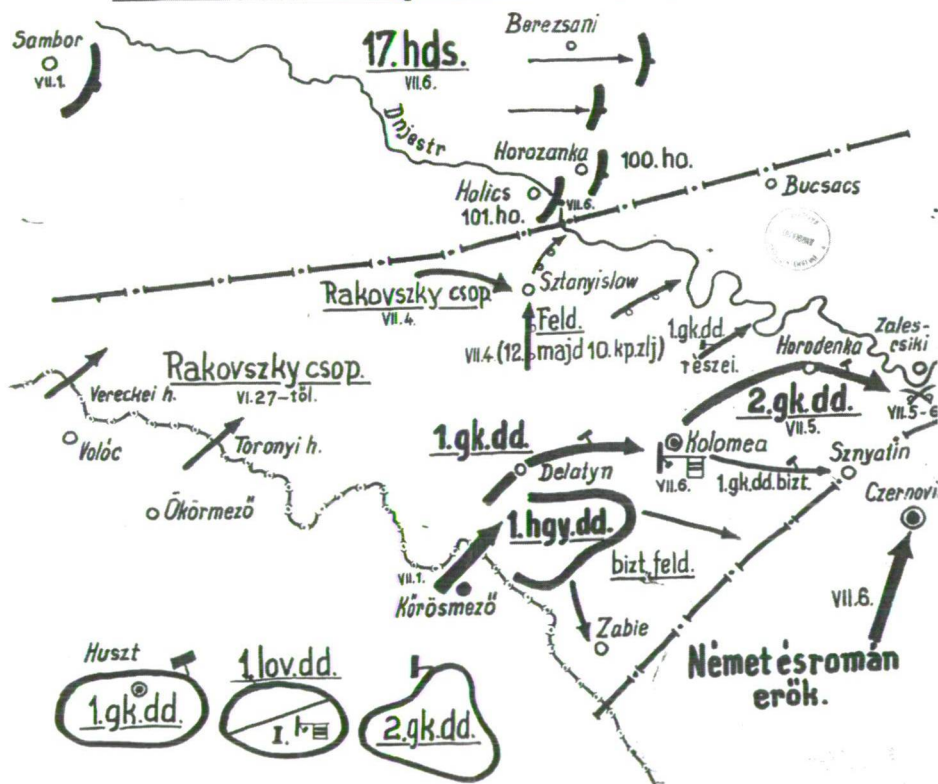 Sambor
VII.1.
17.hds.
VII.6.
Berezsani
Dnjestr
Horozanka
100.ho.
Halics
101.ho.
VII.6.
Bucsacs
Rakovszky csop.
VII.4.
Sztanyislaw
Feld.
VII.4 (12. majd 10. kp.zlj)
1.gk.dd.
részei.
Horodenka
Zales-
csiki
VII.5-6
Rakovszky csop.
VI.27-től.
Vereckei h.
Volóc
Toronyi h.
Ökörmező
1.gk.dd.
Delatyn
2.gk.dd.
VII.5.
Kolomea
VII.6.
1.gk.dd.bizt.
Sznyatin
Czernovi
1.hgy.dd.
bizt.feld.
VII.1.
Kőrösmező
Zabie
VII.6.
Német és román
erők.
Huszt
1.gk.dd.
1.lov.dd.
I.
2.gk.dd.